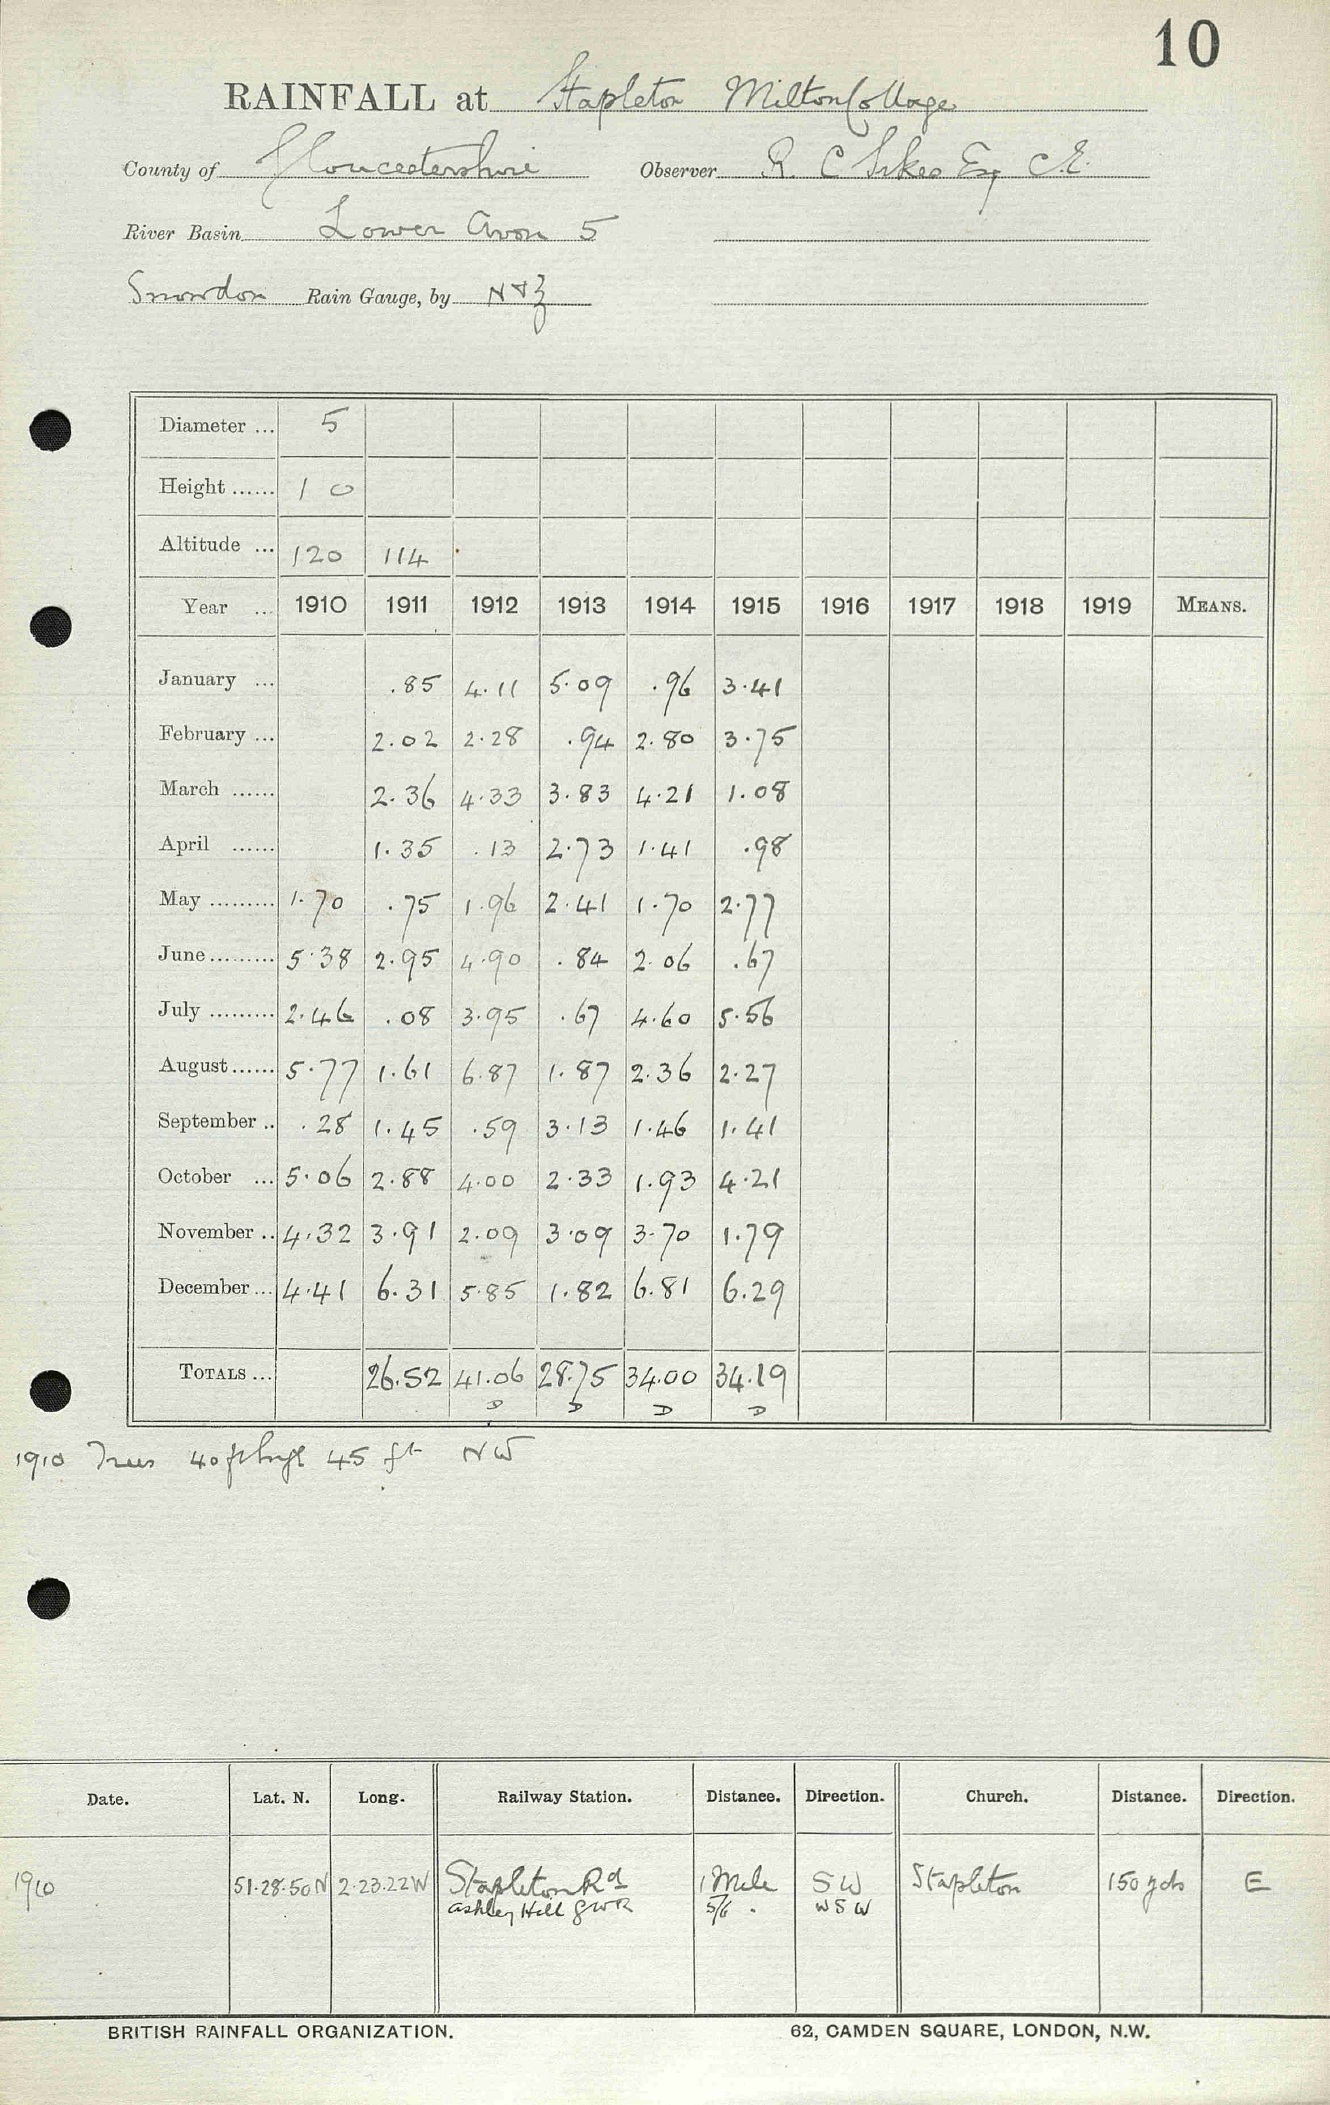 10
RAINFALL at Stapleton Milton Cottage
County of Gloucestershire Observer R. C Sikes Esq C.E.
River Basin Lower Avon 5
Snowdon Rain Gauge, by N & Z
Diameter ... 5
Height ...... 1 0
Altitude ... 120 114
Year ... 1910 1911 1912 1913 1914 1915 1916 1917 1918 1919 MEANS.
January ... .85 4.11 5.09 .96 3.41
February ... 2.02 2.28 .94 2.80 3.75
March ...... 2.36 4.33 3.83 4.21 1.08
April ...... 1.35 .13 2.73 1.41 .98
May ......... 1.70 .75 1.96 2.41 1.70 2.77
June ......... 5.38 2.95 4.90 .84 2.06 .67
July ......... 2.46 .08 3.95 .67 4.60 5.56
August ...... 5.77 1.61 6.87 1.87 2.36 2.27
September .. .28 1.45 .59 3.13 1.46 1.41
October ... 5.06 2.88 4.00 2.33 1.93 4.21
November .. 4.32 3.91 2.09 3.09 3.70 1.79
December ... 4.41 6.31 5.85 1.82 6.81 6.29
TOTALS ... 26.52 41.06 28.75 34.00 34.19
D D D D
1910 Trees 40 ft high 45 ft NW
Date. Lat. N. Long. Railway Station. Distance. Direction. Church. Distance. Direction.
1910 51.28.50N 2.23.22W Stapleton Rd 1 Mile SW Stapleton 150 yds E
Ashley Hill GWR 5/6 . WSW
BRITISH RAINFALL ORGANIZATION. 62, CAMDEN SQUARE, LONDON, N.W.